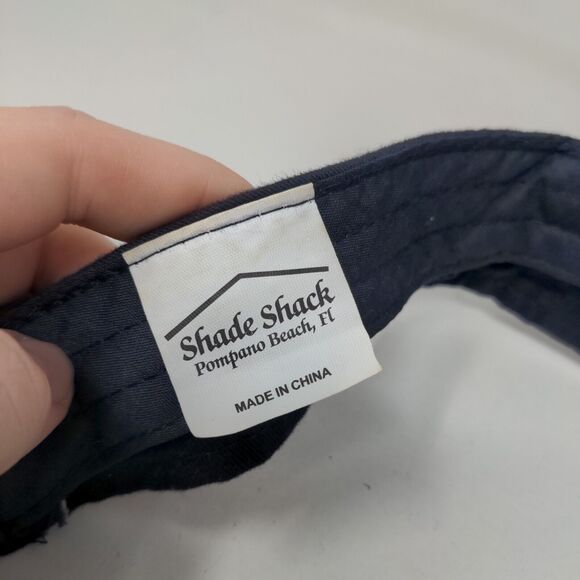 Shade Shack
Pompano Beach, Fl
MADE IN CHINA